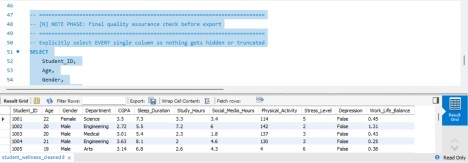 46
47 -- ================================================
48 -- [N] NOTE PHASE: Final quality assurance check before export
49 -- ================================================
50 -- Explicitly select EVERY single column so nothing gets hidden or truncated
51 SELECT
52 Student_ID,
53 Age,
54 Gender,
Result Grid Filter Rows: Export: Wrap Cell Content: Fetch rows:
Student_ID Age Gender Department CGPA Sleep_Duration Study_Hours Social_Media_Hours Physical_Activity Stress_Level Depression Work_Life_Balance
1001 22 Female Science 3.5 7.3 3.3 3.4 114 5 False 0.45
1002 20 Male Engineering 2.72 5.5 7.2 6 142 2 False 1.31
1003 20 Male Medical 3.01 5.4 2.3 1.8 137 3 False 0.43
1004 21 Male Engineering 3.63 8.1 2 4.6 130 3 False 0.25
1005 19 Male Arts 3.14 6.8 2.6 4.3 4 6 False 0.38
Result Grid
student_wellness_cleaned 3 Read Only